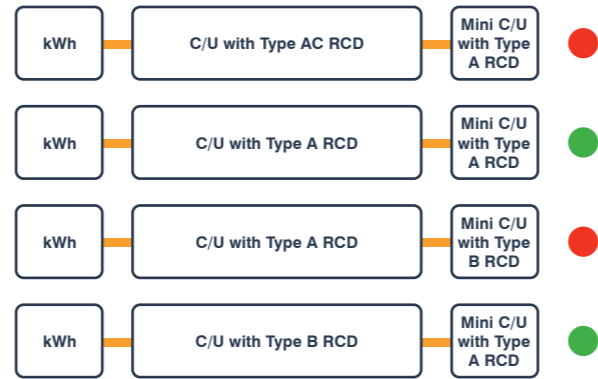 kWh
C/U with Type AC RCD
Mini C/U
with Type
A RCD
kWh
C/U with Type A RCD
Mini C/U
with Type
A RCD
kWh
C/U with Type A RCD
Mini C/U
with Type
B RCD
kWh
C/U with Type B RCD
Mini C/U
with Type
A RCD